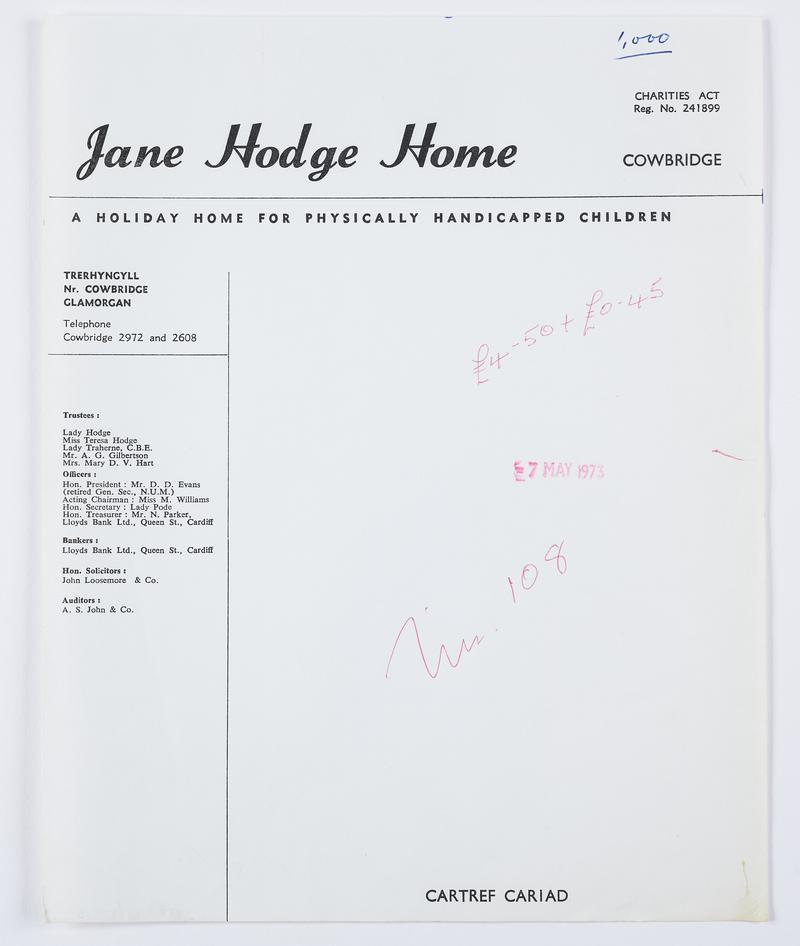 1,000
CHARITIES ACT
Reg. No. 241899
Jane Hodge Home
COWBRIDGE
A HOLIDAY HOME FOR PHYSICALLY HANDICAPPED CHILDREN
TRERHYNGYLL
Nr. COWBRIDGE
GLAMORGAN
Telephone
Cowbridge 2972 and 2608
£4-50 + £0-45
Trustees :
Lady Hodge
Miss Teresa Hodge
Lady Traherne, C.B.E.
Mr. A. G. Gilbertson
Mrs. Mary D. V. Hart
Officers :
Hon. President : Mr. D. D. Evans
(retired Gen. Sec., N.U.M.)
Acting Chairman : Miss M. Williams
Hon. Secretary : Lady Pode
Hon. Treasurer : Mr. N. Parker,
Lloyds Bank Ltd., Queen St., Cardiff
Bankers :
Lloyds Bank Ltd., Queen St., Cardiff
Hon. Solicitors :
John Loosemore & Co.
Auditors :
A. S. John & Co.
7 MAY 1973
108
CARTREF CARIAD